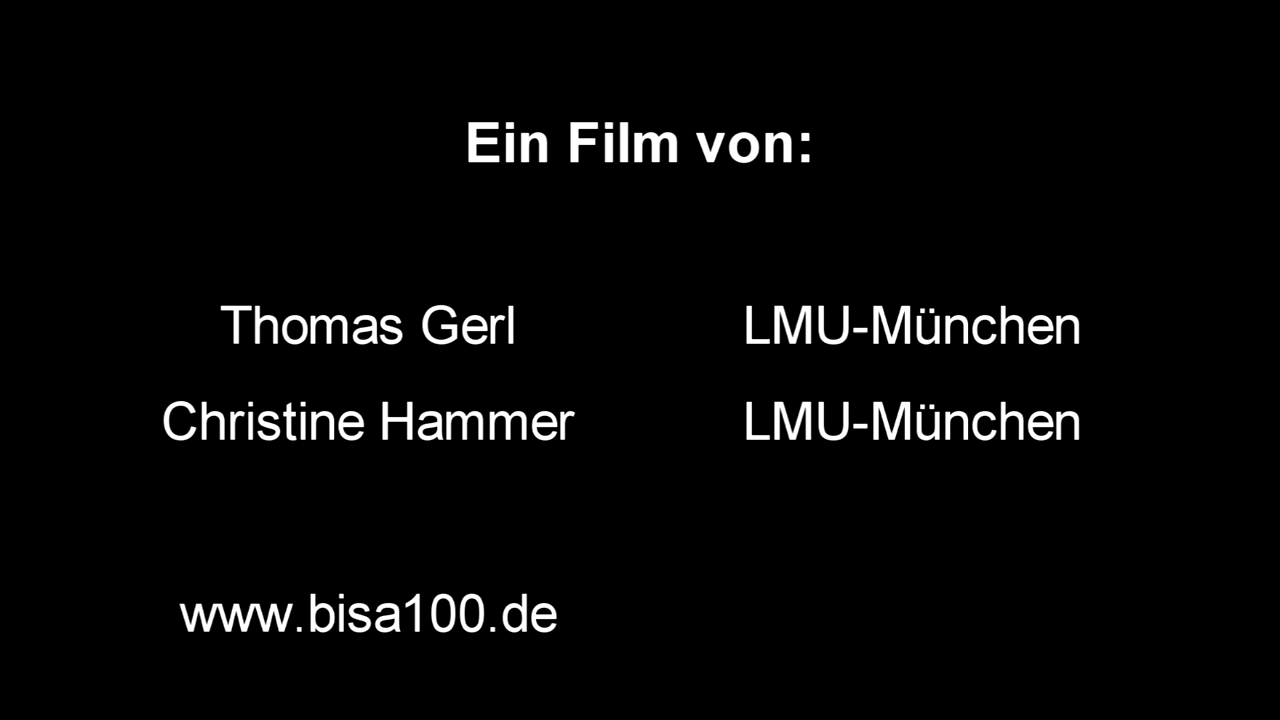 Ein Film von:
Thomas Gerl LMU-München
Christine Hammer LMU-München
www.bisa100.de